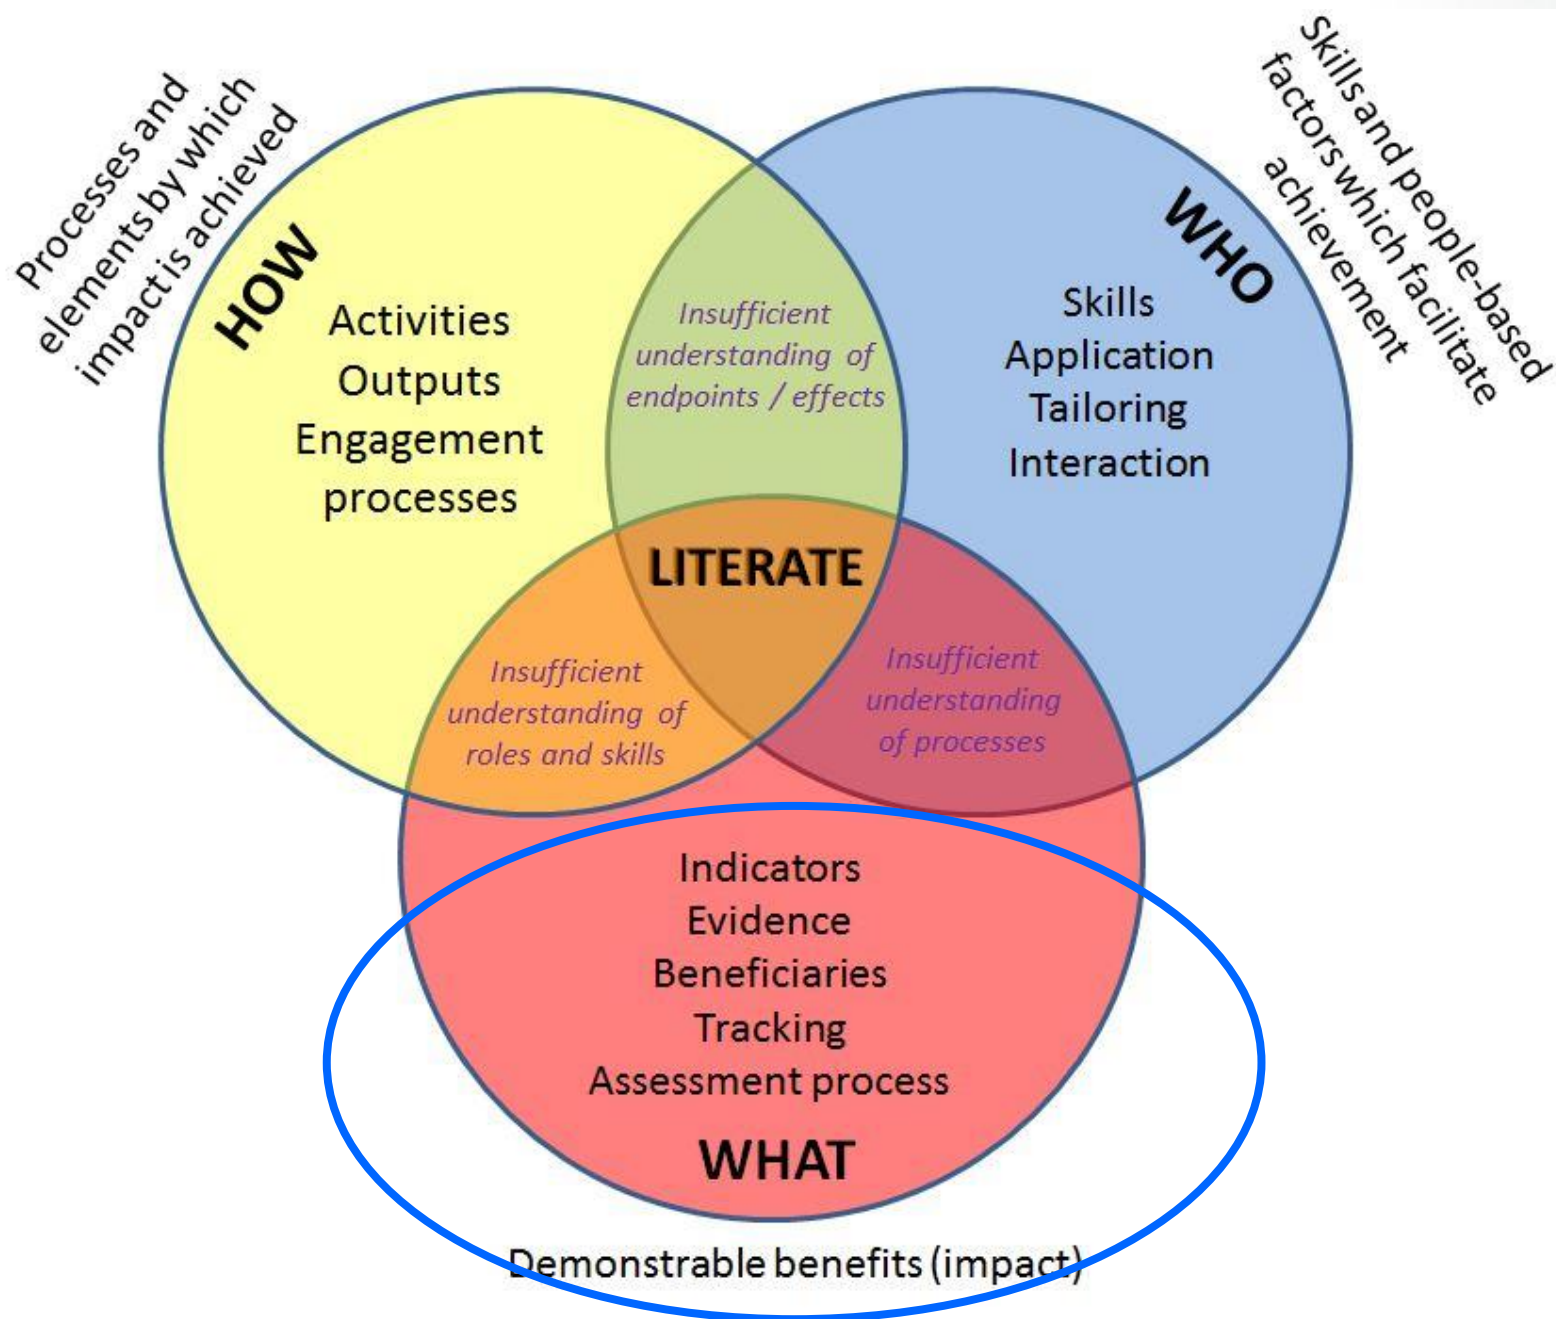 Processes and
elements by which
impact is achieved
HOW
Activities
Outputs
Engagement
processes
Insufficient
understanding of
endpoints / effects
Skills and people-based
factors which facilitate
achievement
WHO
Skills
Application
Tailoring
Interaction
LITERATE
Insufficient
understanding of
roles and skills
Insufficient
understanding
of processes
Indicators
Evidence
Beneficiaries
Tracking
Assessment process
WHAT
Demonstrable benefits (impact)